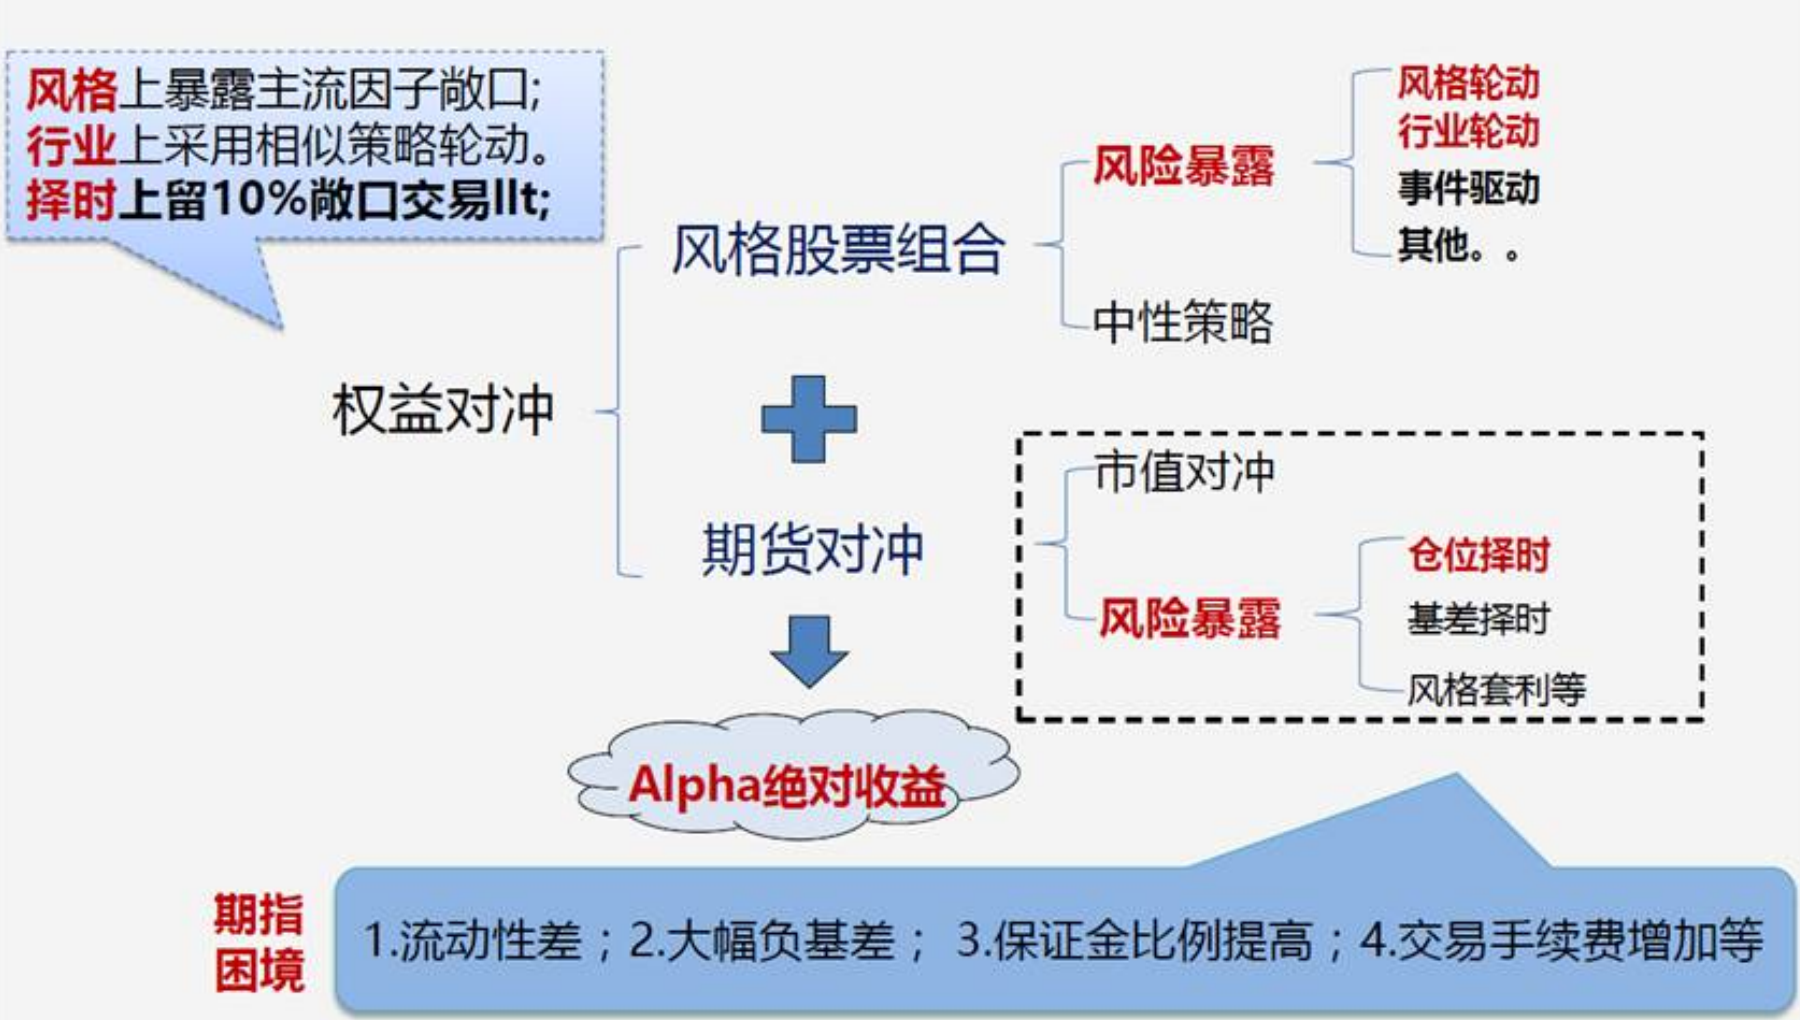 风格上暴露主流因子敞口;
行业上采用相似策略轮动。
择时上留10%敞口交易llt;
权益对冲
风格股票组合
风险暴露
风格轮动
行业轮动
事件驱动
其他。。
中性策略
期货对冲
市值对冲
风险暴露
仓位择时
基差择时
风格套利等
Alpha绝对收益
期指
困境
1.流动性差；2.大幅负基差； 3.保证金比例提高；4.交易手续费增加等